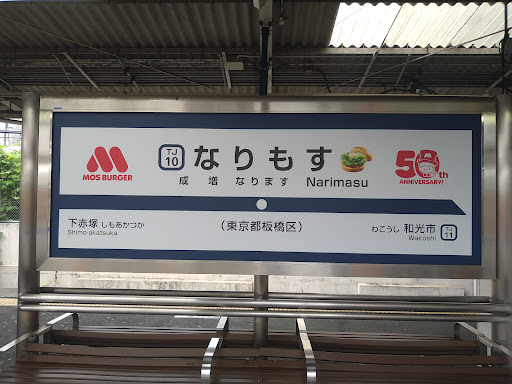 MOS BURGER
TJ
10
なりもす
成 増 なります Narimasu
50th
ANNIVERSARY!
下赤塚 しもあかつか
Shimo-akatsuka
(東京都板橋区)
わこうし 和光市
Wakoshi
TJ
11